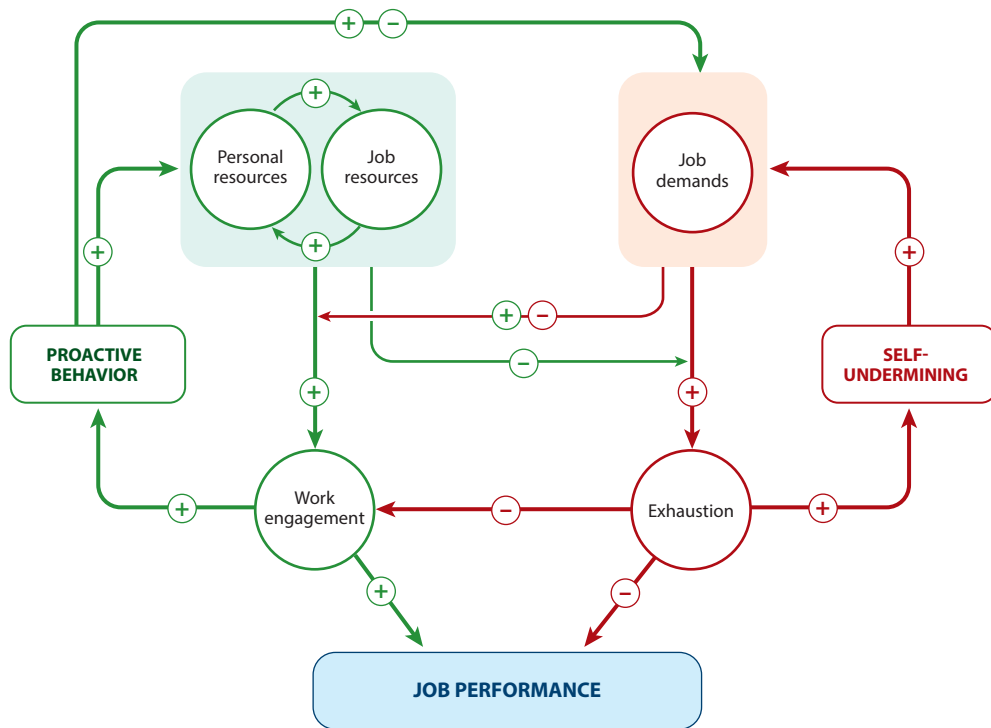 + −
+
Personal
resources
Job
resources
+
Job
demands
+
+
+ −
−
PROACTIVE
BEHAVIOR
SELF-
UNDERMINING
+
+
Work
engagement
Exhaustion
+
−
+
+
−
JOB PERFORMANCE